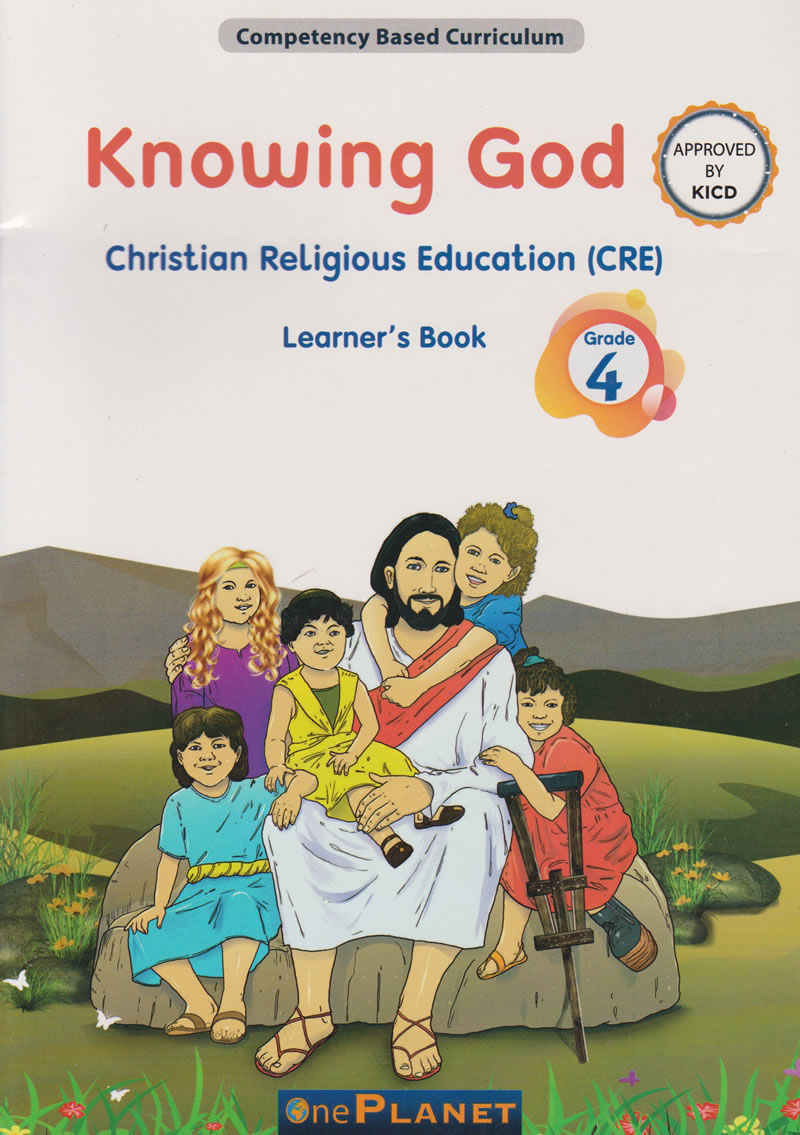 Competency Based Curriculum
Knowing God
APPROVED
BY
KICD
Christian Religious Education (CRE)
Learner's Book
Grade
4
OnePLANET